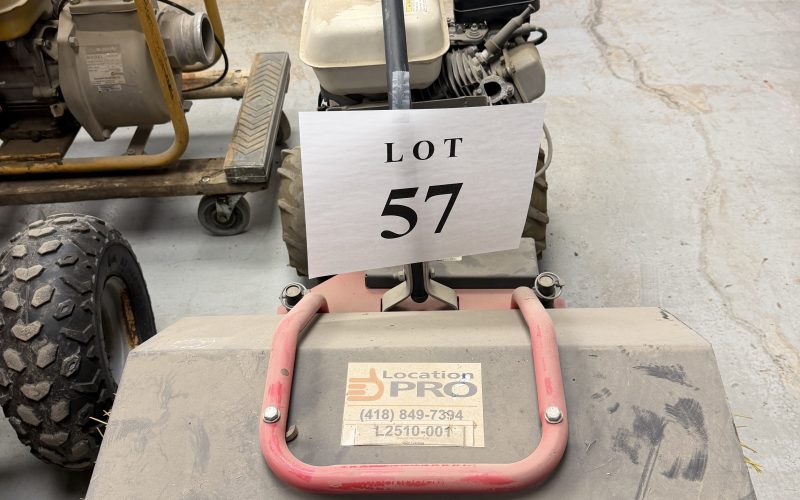 LOT
57
Location
PRO
(418) 849-7394
L2510-001